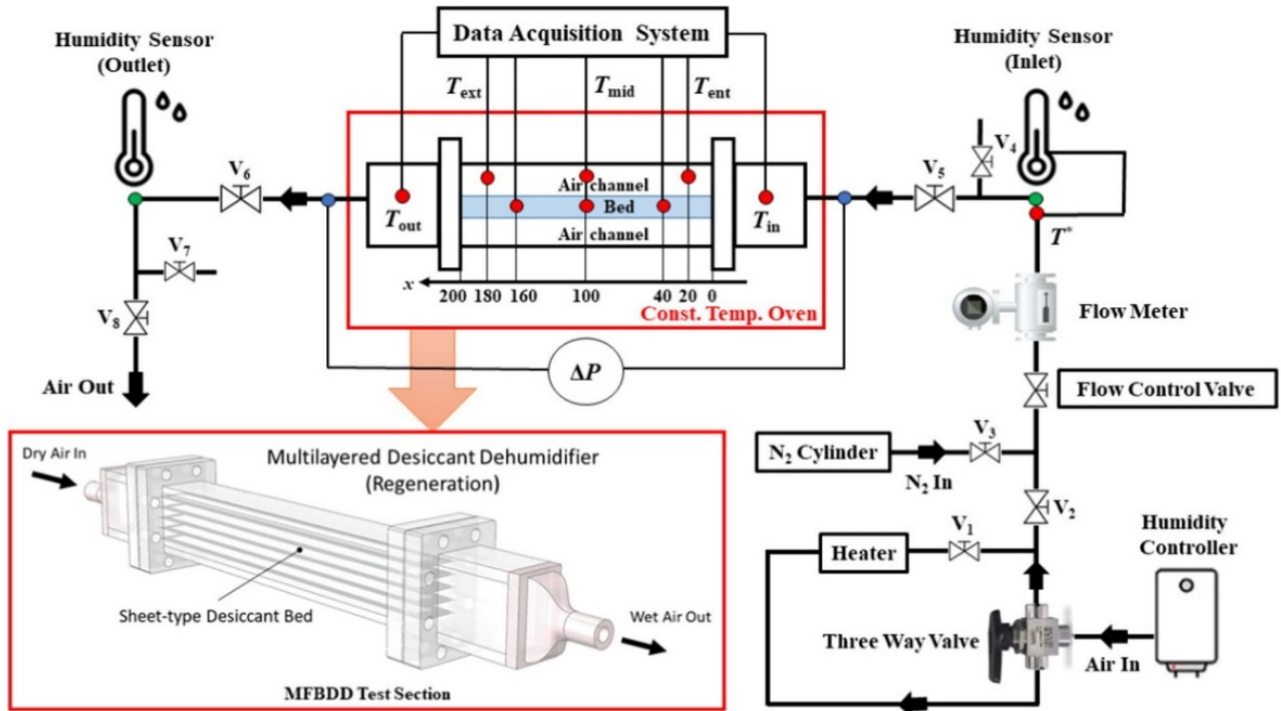 Data Acquisition System
Humidity Sensor
(Outlet)
Humidity Sensor
(Inlet)
T_ext
T_mid
T_ent
V_4
V_6
V_5
Air channel
Bed
Air channel
T_out
T_in
T*
V_7
x
200 180 160 100 40 20 0
Const. Temp. Oven
V_8
Air Out
ΔP
Flow Meter
Flow Control Valve
V_3
N_2 Cylinder
N_2 In
V_2
V_1
Heater
Humidity
Controller
Three Way Valve
Air In
Dry Air In
Multilayered Desiccant Dehumidifier
(Regeneration)
Sheet-type Desiccant Bed
Wet Air Out
MFBDD Test Section